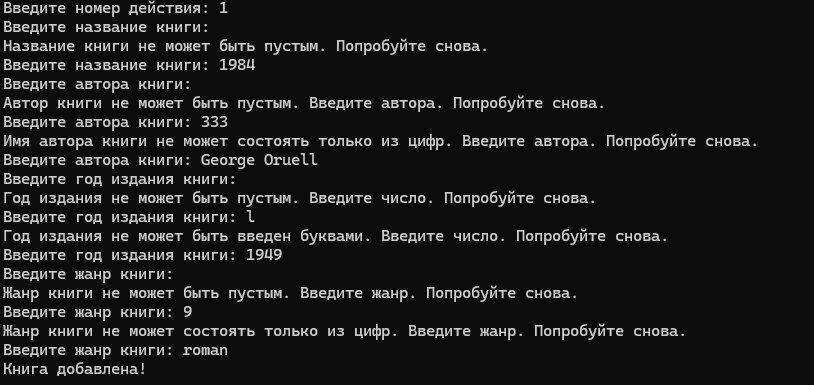 Введите номер действия: 1
Введите название книги:
Название книги не может быть пустым. Попробуйте снова.
Введите название книги: 1984
Введите автора книги:
Автор книги не может быть пустым. Введите автора. Попробуйте снова.
Введите автора книги: 333
Имя автора книги не может состоять только из цифр. Введите автора. Попробуйте снова.
Введите автора книги: George Oruell
Введите год издания книги:
Год издания не может быть пустым. Введите число. Попробуйте снова.
Введите год издания книги: l
Год издания не может быть введен буквами. Введите число. Попробуйте снова.
Введите год издания книги: 1949
Введите жанр книги:
Жанр книги не может быть пустым. Введите жанр. Попробуйте снова.
Введите жанр книги: 9
Жанр книги не может состоять только из цифр. Введите жанр. Попробуйте снова.
Введите жанр книги: roman
Книга добавлена!